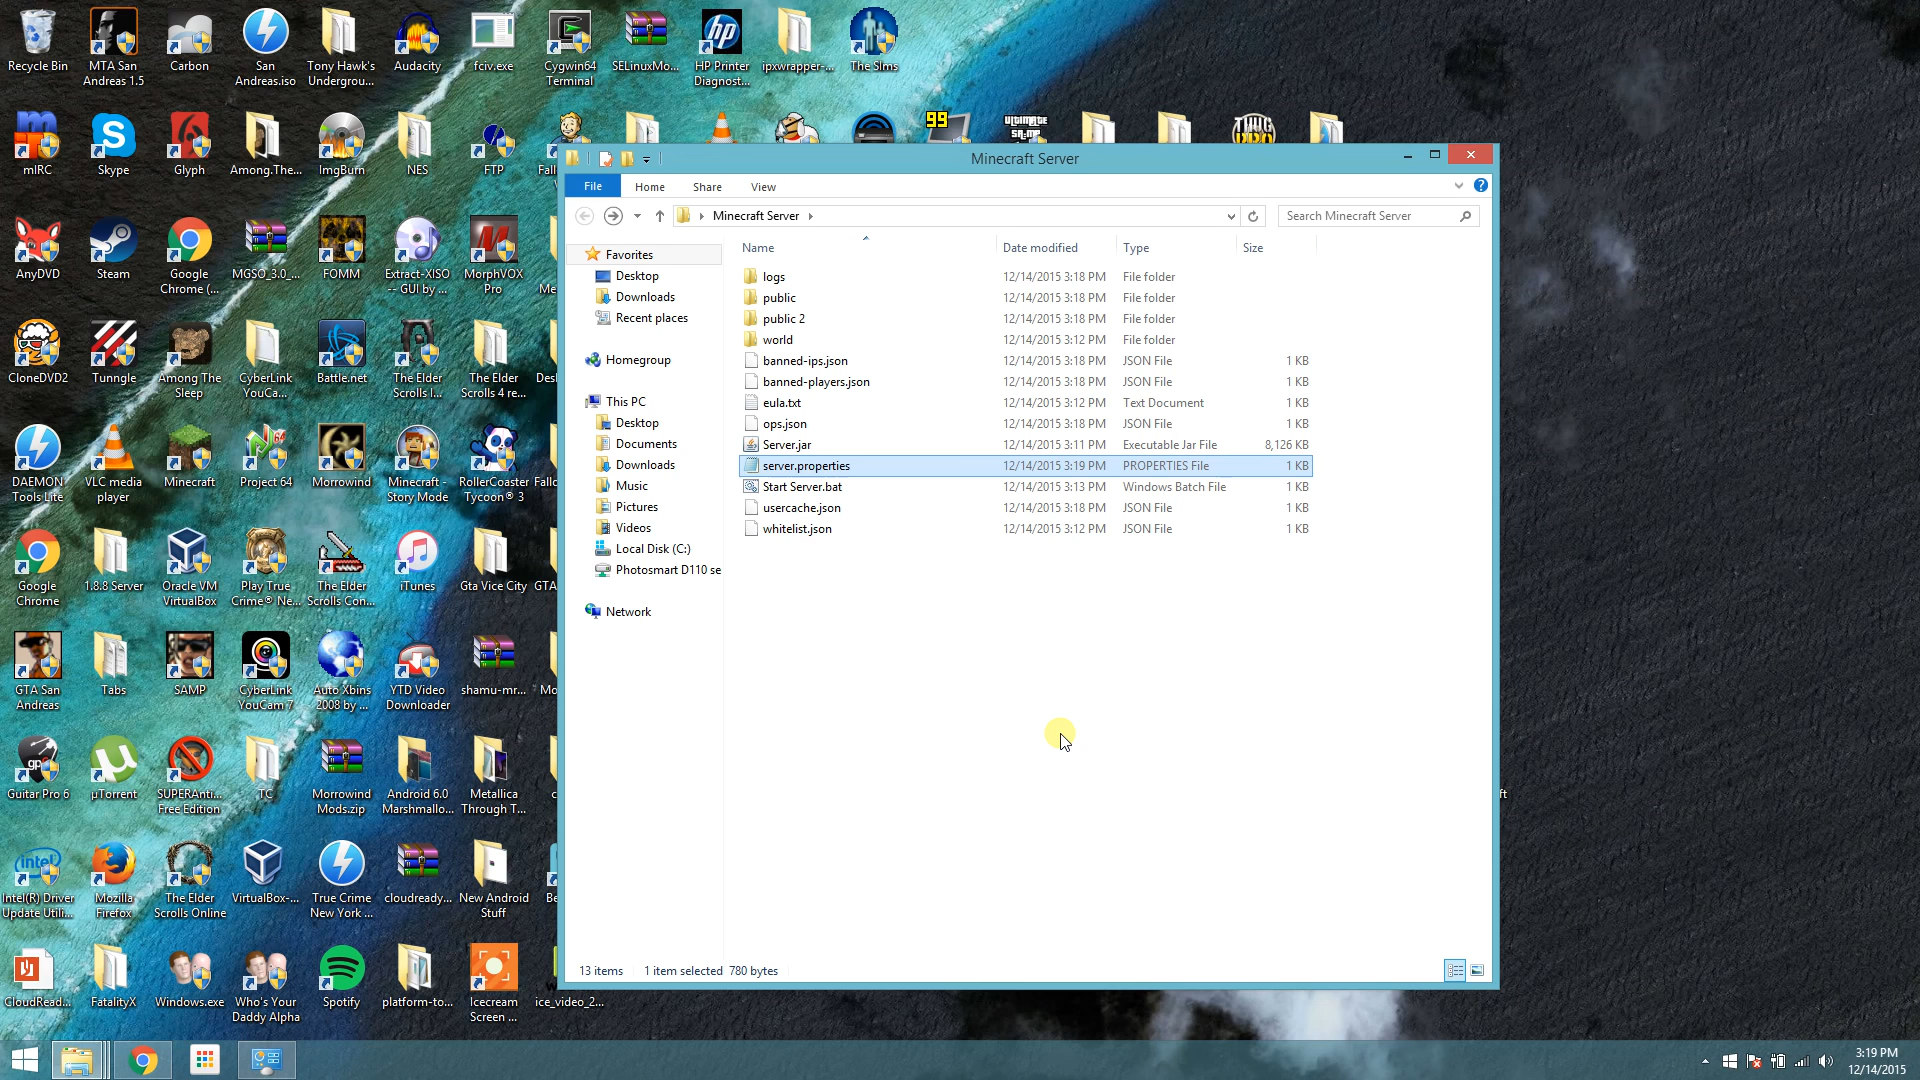 Recycle Bin
MTA San
Andreas 1.5
Carbon
San
Andreas.iso
Tony Hawk's
Undergrou...
Audacity
fciv.exe
Cygwin64
Terminal
SELinuxMo...
HP Printer
Diagnost...
ipxwrapper-...
The SIms
mIRC
Skype
Glyph
Among.The...
ImgBurn
NES
FTP
Fall
99
ULTIMATE
SA:MP
AnyDVD
Steam
Google
Chrome (...
MGSO_3.0_...
FOMM
Extract-XISO
-- GUI by ...
MorphVOX
Pro
Me
CloneDVD2
Tunngle
Among The
Sleep
CyberLink
YouCa...
Battle.net
The Elder
Scrolls I...
The Elder
Scrolls 4 re...
Des
DAEMON
Tools Lite
VLC media
player
Minecraft
Project 64
Morrowind
Minecraft -
Story Mode
RollerCoaster
Tycoon® 3
Fallo
Google
Chrome
1.8.8 Server
Oracle VM
VirtualBox
Play True
Crime® Ne...
The Elder
Scrolls Con...
iTunes
Gta Vice City
GTA
GTA San
Andreas
Tabs
SAMP
CyberLink
YouCam 7
Auto Xbins
2008 by ...
YTD Video
Downloader
shamu-mr...
Mo
Guitar Pro 6
µTorrent
SUPERAnti...
Free Edition
TC
Morrowind
Mods.zip
Android 6.0
Marshmallo...
Metallica
Through T...
Intel(R) Driver
Update Utili...
Mozilla
Firefox
The Elder
Scrolls Online
VirtualBox-...
True Crime
New York ...
cloudready...
New Android
Stuff
Be
CloudRead...
FatalityX
Windows.exe
Who's Your
Daddy Alpha
Spotify
platform-to...
Icecream
Screen ...
ice_video_2...
ft
Minecraft Server
File
Home
Share
View
Minecraft Server
Search Minecraft Server
Favorites
Desktop
Downloads
Recent places
Homegroup
This PC
Desktop
Documents
Downloads
Music
Pictures
Videos
Local Disk (C:)
Photosmart D110 se
Network
Name Date modified Type Size
logs 12/14/2015 3:18 PM File folder
public 12/14/2015 3:18 PM File folder
public 2 12/14/2015 3:18 PM File folder
world 12/14/2015 3:12 PM File folder
banned-ips.json 12/14/2015 3:18 PM JSON File 1 KB
banned-players.json 12/14/2015 3:18 PM JSON File 1 KB
eula.txt 12/14/2015 3:12 PM Text Document 1 KB
ops.json 12/14/2015 3:18 PM JSON File 1 KB
Server.jar 12/14/2015 3:11 PM Executable Jar File 8,126 KB
server.properties 12/14/2015 3:19 PM PROPERTIES File 1 KB
Start Server.bat 12/14/2015 3:13 PM Windows Batch File 1 KB
usercache.json 12/14/2015 3:18 PM JSON File 1 KB
whitelist.json 12/14/2015 3:12 PM JSON File 1 KB
13 items 1 item selected 780 bytes
3:19 PM
12/14/2015